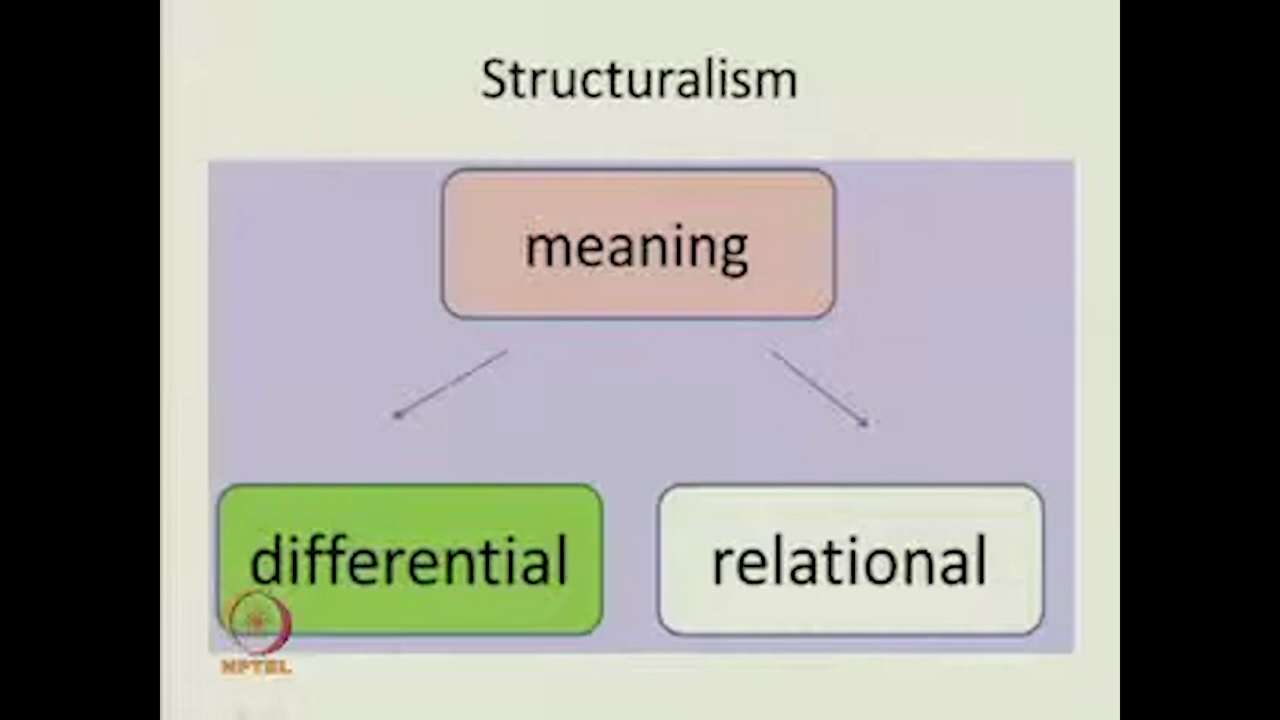 Structuralism
meaning
differential
relational
NPTEL